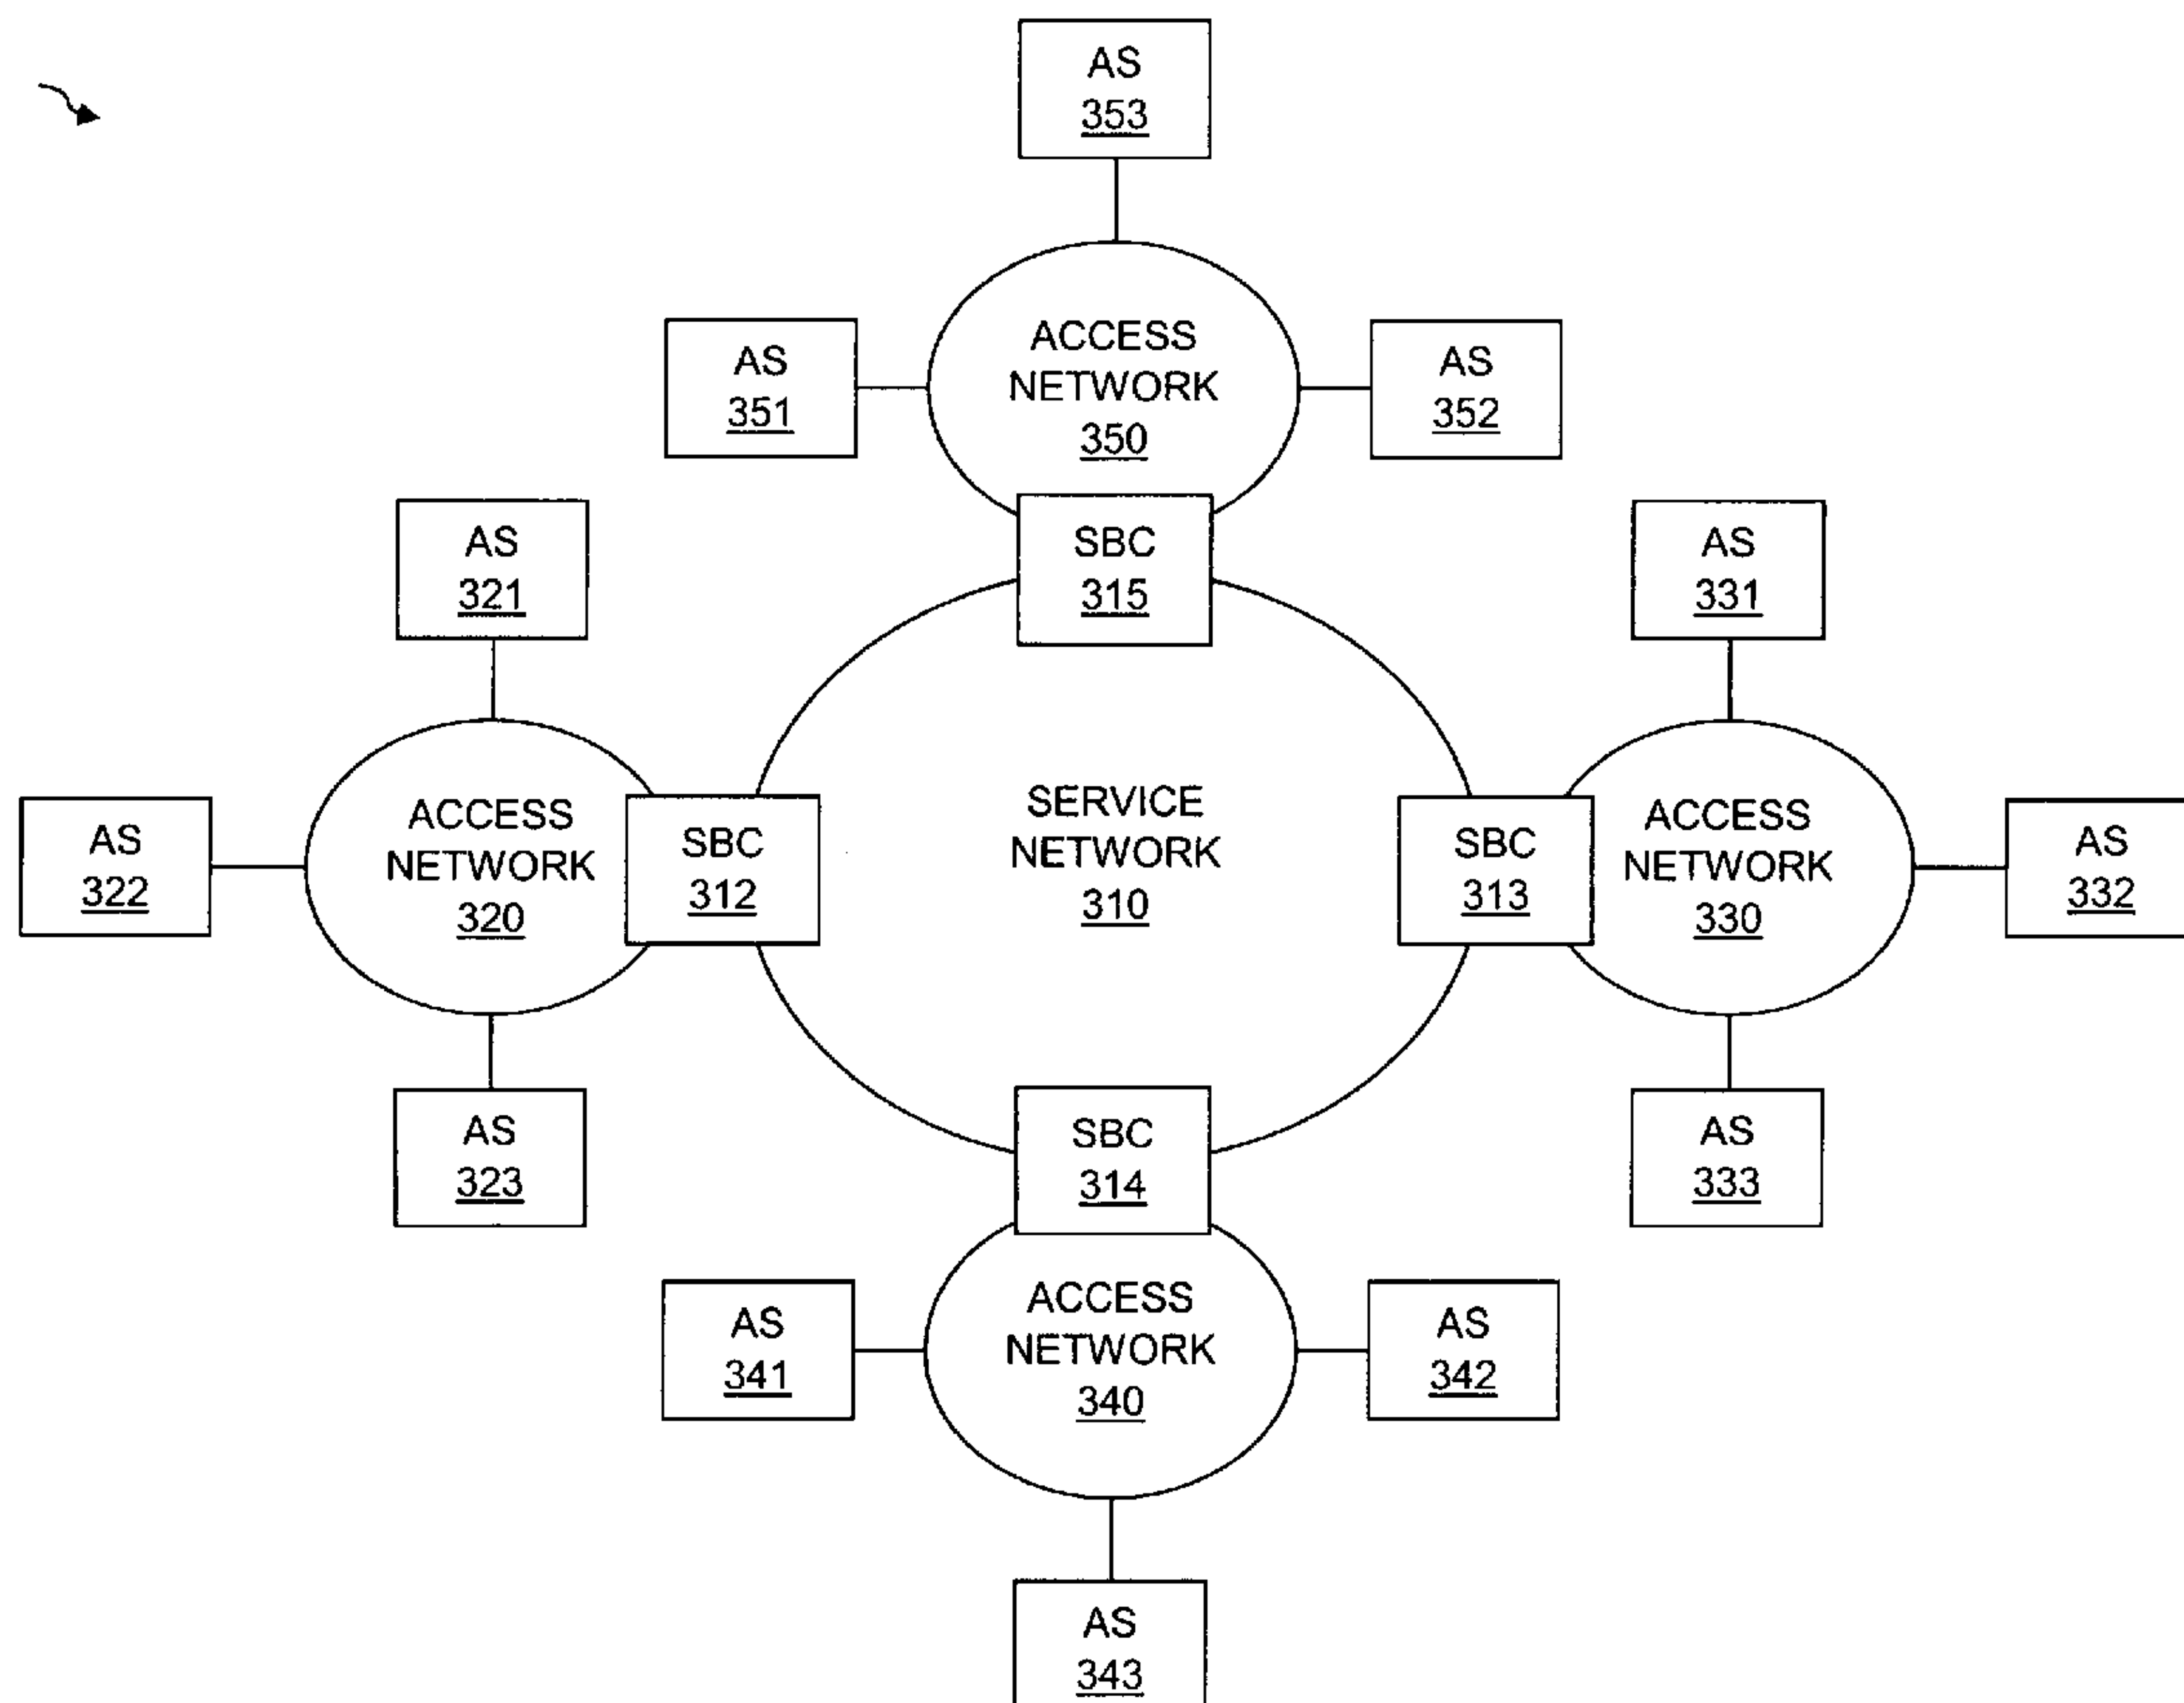 AS
353
ACCESS
NETWORK
350
AS
351
AS
352
SBC
315
AS
321
AS
331
ACCESS
NETWORK
320
AS
322
SBC
312
SERVICE
NETWORK
310
SBC
313
ACCESS
NETWORK
330
AS
332
AS
323
SBC
314
AS
333
ACCESS
NETWORK
340
AS
341
AS
342
AS
343